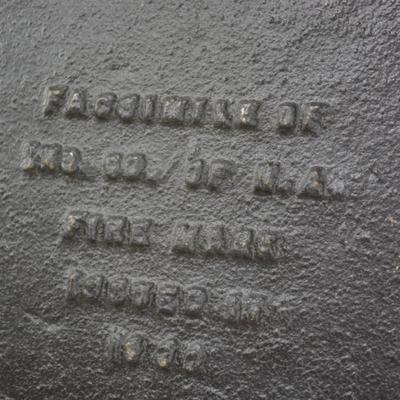 FACSIMILE OF
INS. CO. OF N.A.
FIRE MARK
ISSUED IN